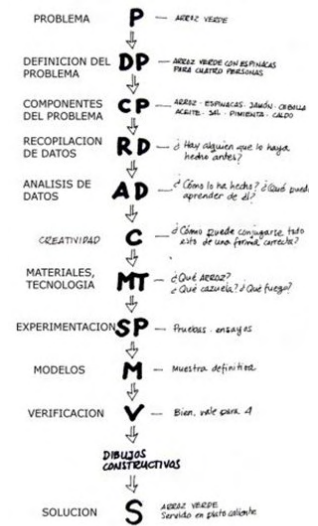 PROBLEMA P — ARROZ VERDE
DEFINICION DEL
PROBLEMA DP — ARROZ VERDE CON ESPINACAS
PARA CUATRO PERSONAS
COMPONENTES
DEL PROBLEMA CP — ARROZ - ESPINACAS - JAMÓN - CEBOLLA
ACEITE - SAL - PIMIENTA - CALDO
RECOPILACION
DE DATOS RD — ¿Hay alguien que lo haya
hecho antes?
ANALISIS DE
DATOS AD — ¿Cómo lo ha hecho? ¿Qué puedo
aprender de él?
CREATIVIDAD C — ¿Cómo puede conjugarse todo
esto de una forma correcta?
MATERIALES,
TECNOLOGIA MT — ¿Qué ARROZ?
¿Qué cazuela? ¿Qué fuego?
EXPERIMENTACION SP — Pruebas - ensayos
MODELOS M — Muestra definitiva
VERIFICACION V — Bien, vale para 4
DIBUJOS
CONSTRUCTIVOS
SOLUCION S ARROZ VERDE
Servido en plato caliente